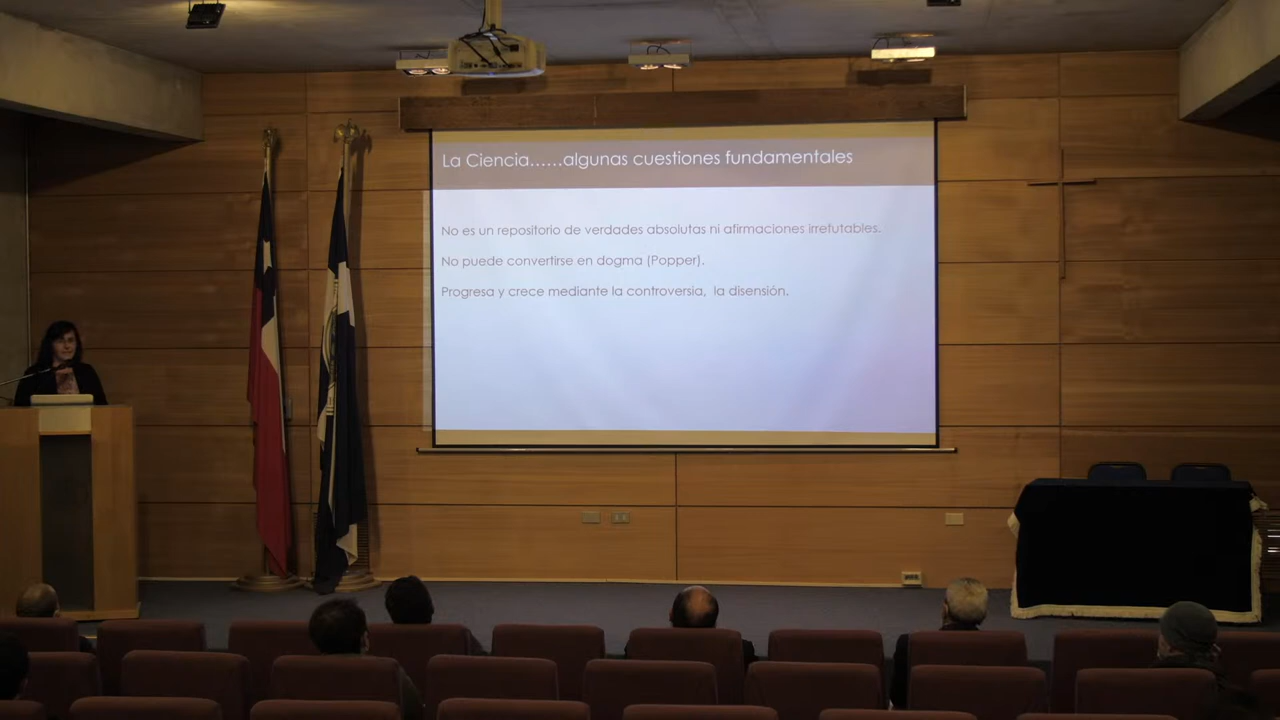 La Ciencia......algunas cuestiones fundamentales
No es un repositorio de verdades absolutas ni afirmaciones irrefutables.
No puede convertirse en dogma (Popper).
Progresa y crece mediante la controversia, la disensión.